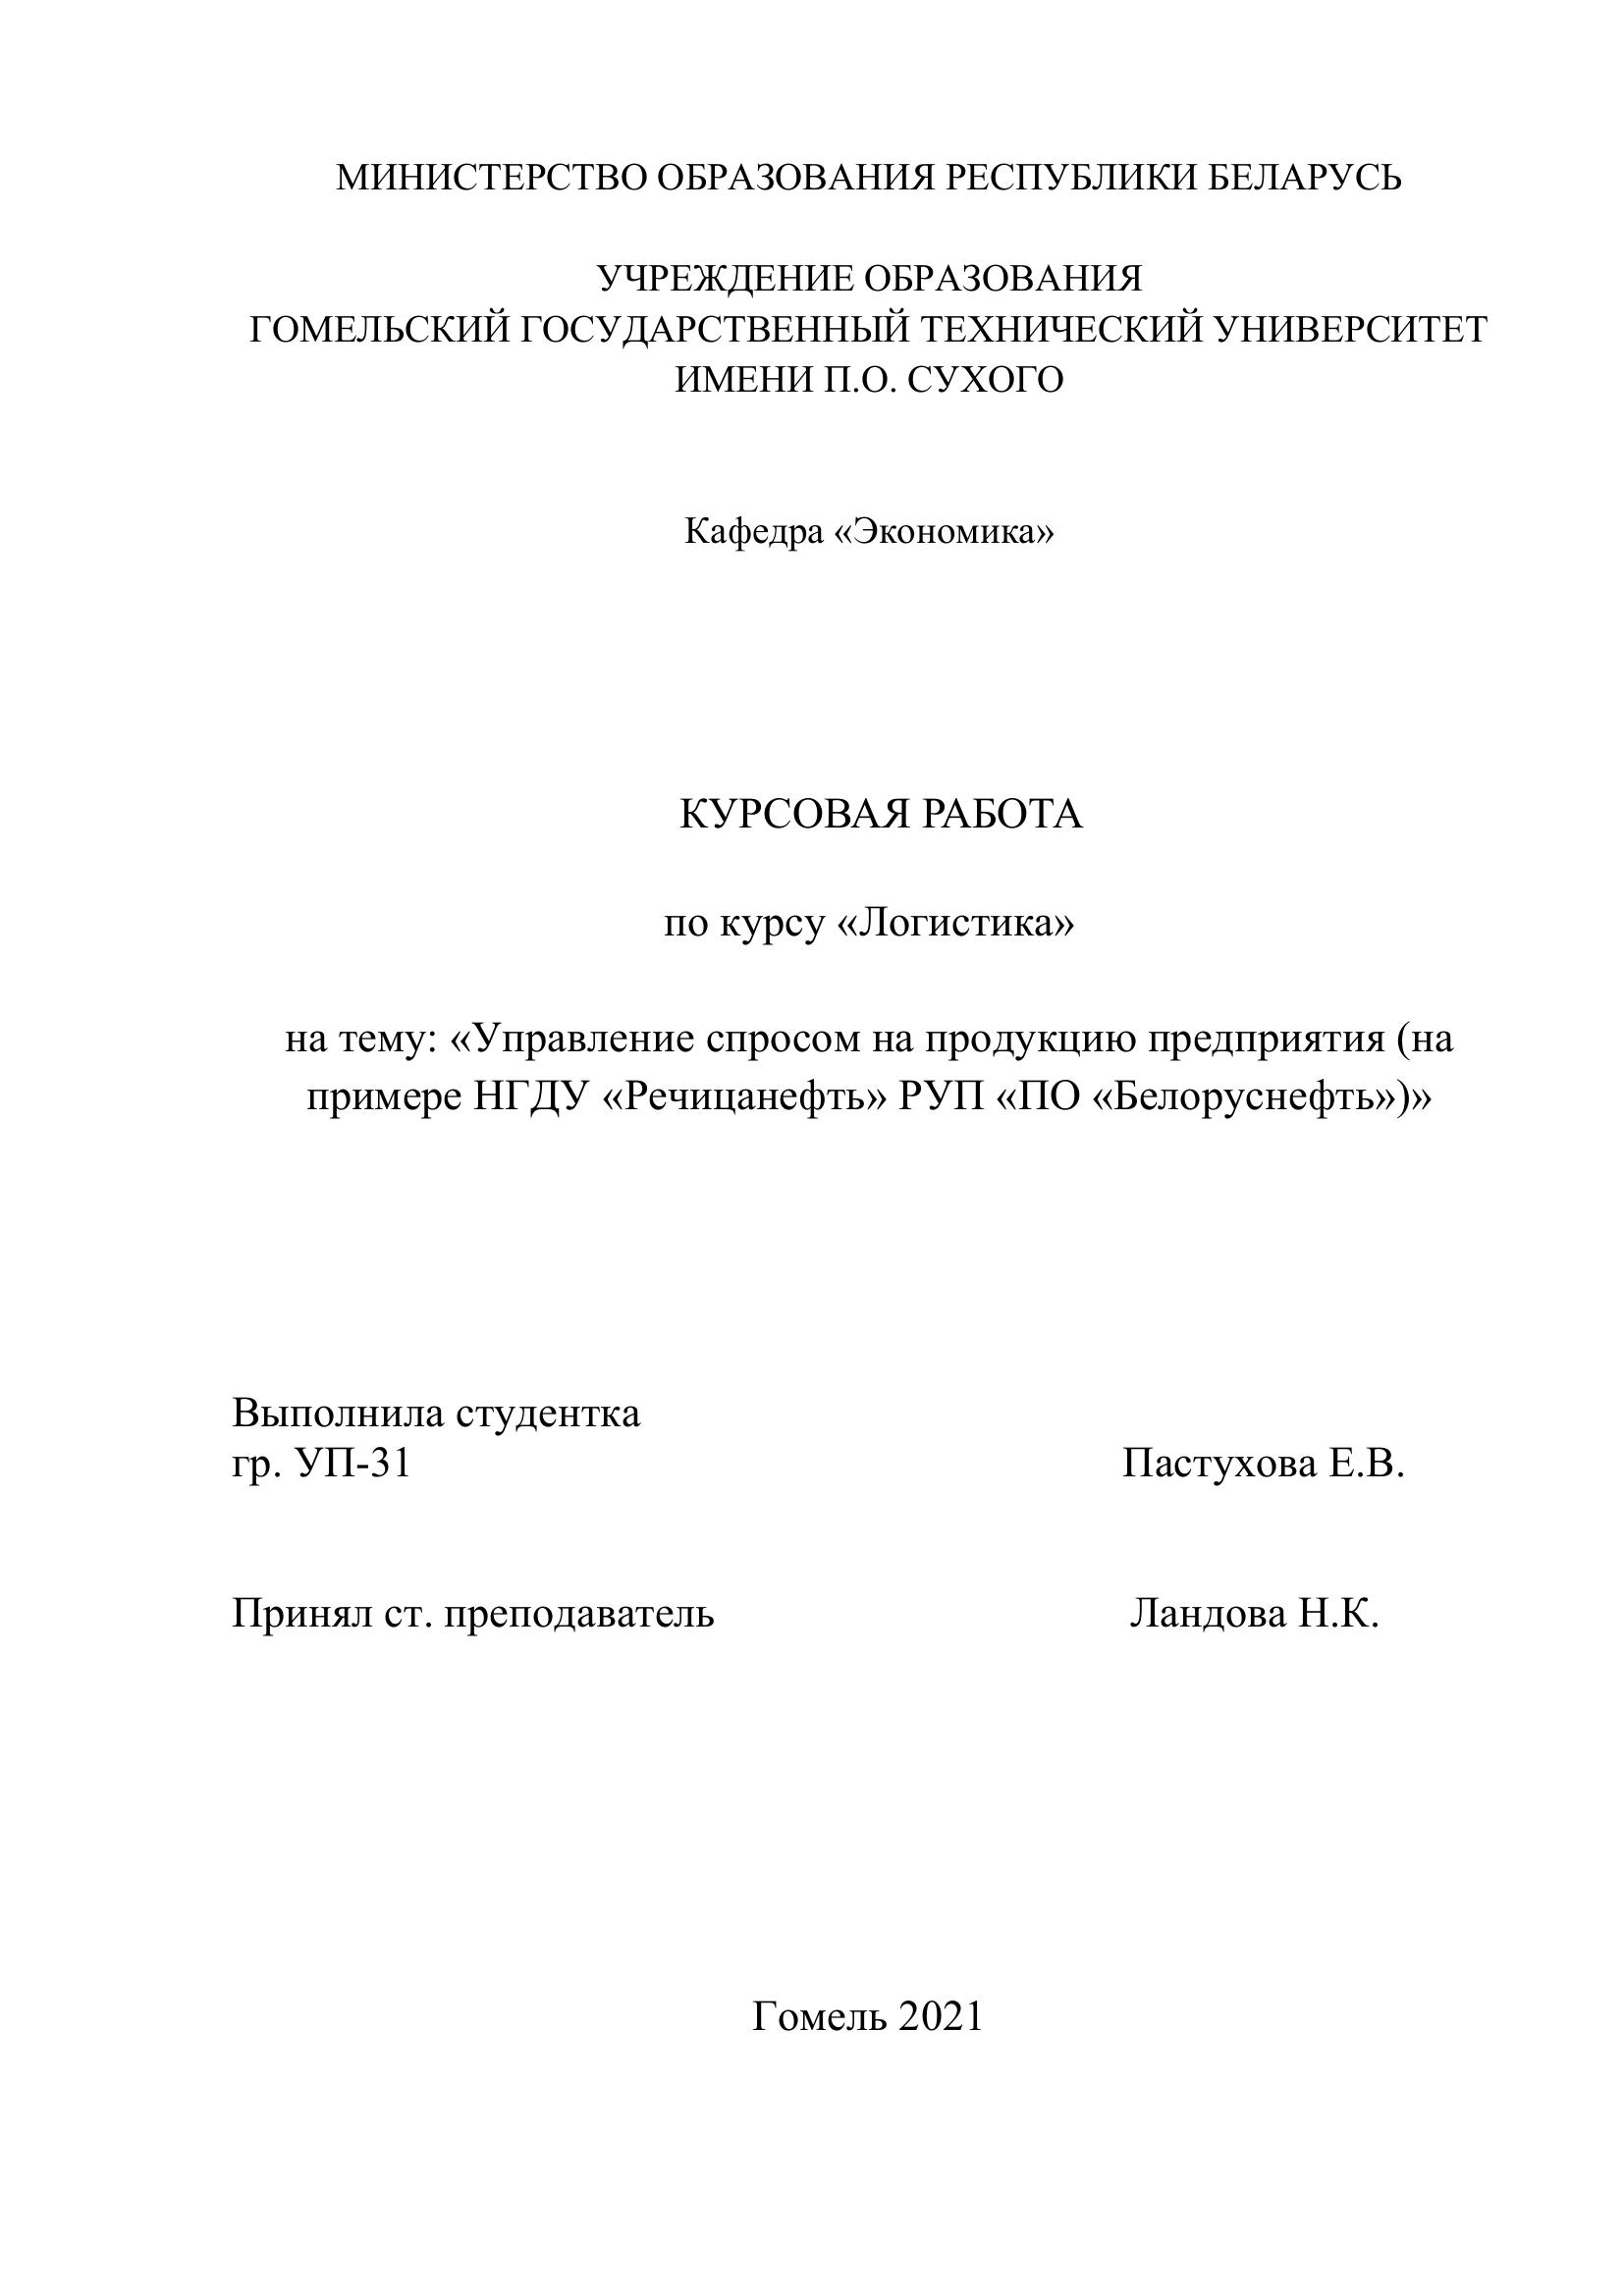 МИНИСТЕРСТВО ОБРАЗОВАНИЯ РЕСПУБЛИКИ БЕЛАРУСЬ
УЧРЕЖДЕНИЕ ОБРАЗОВАНИЯ
ГОМЕЛЬСКИЙ ГОСУДАРСТВЕННЫЙ ТЕХНИЧЕСКИЙ УНИВЕРСИТЕТ
ИМЕНИ П.О. СУХОГО
Кафедра «Экономика»
КУРСОВАЯ РАБОТА
по курсу «Логистика»
на тему: «Управление спросом на продукцию предприятия (на
примере НГДУ «Речицанефть» РУП «ПО «Белоруснефть»)»
Выполнила студентка
гр. УП-31 Пастухова Е.В.
Принял ст. преподаватель Ландова Н.К.
Гомель 2021